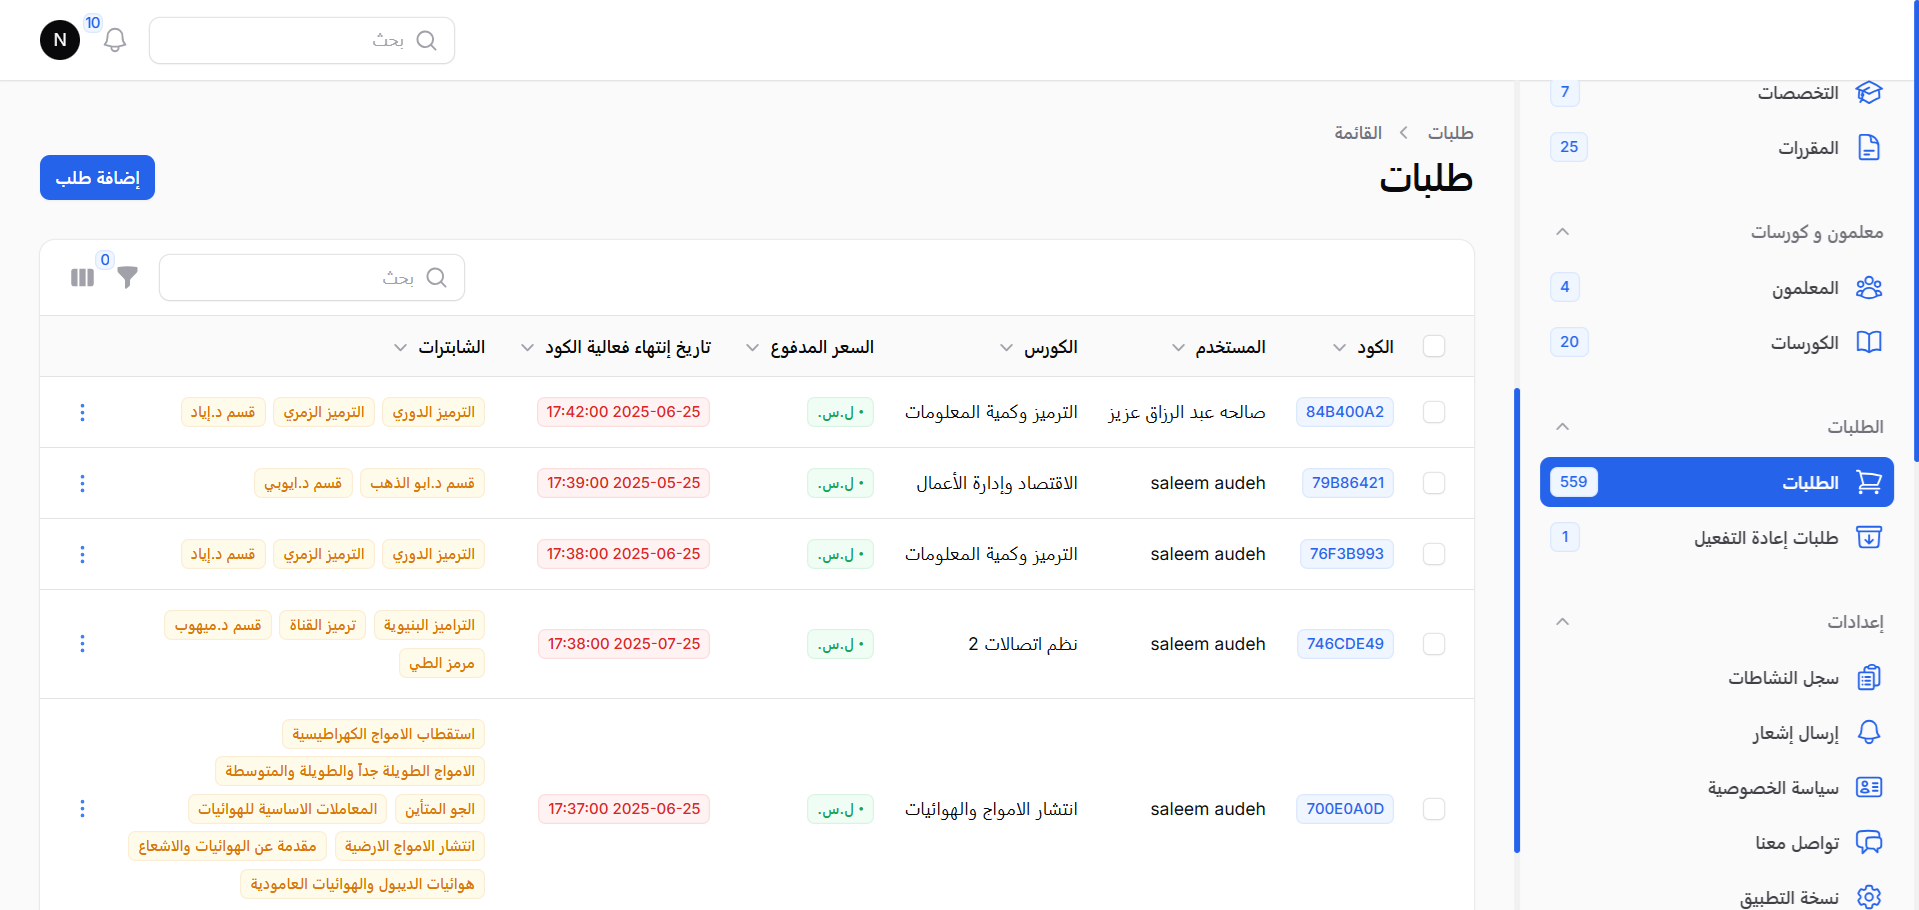 بحث
10
N
التخصصات
7
المقررات
25
معلمون و كورسات
المعلمون
4
الكورسات
20
الطلبات
الطلبات
559
طلبات إعادة التفعيل
1
إعدادات
سجل النشاطات
إرسال إشعار
سياسة الخصوصية
تواصل معنا
نسخة التطبيق
طلبات
القائمة
طلبات
إضافة طلب
بحث
0
الكود المستخدم الكورس السعر المدفوع تاريخ إنتهاء فعالية الكود الشابترات
84B400A2 صالحه عبد الرزاق عزيز الترميز وكمية المعلومات • ل.س. 2025-06-25 17:42:00 الترميز الدوري الترميز الزمري قسم د.إياد
79B86421 saleem audeh الاقتصاد وإدارة الأعمال • ل.س. 2025-05-25 17:39:00 قسم د.ابو الذهب قسم د.ايوبي
76F3B993 saleem audeh الترميز وكمية المعلومات • ل.س. 2025-06-25 17:38:00 الترميز الدوري الترميز الزمري قسم د.إياد
746CDE49 saleem audeh نظم اتصالات 2 • ل.س. 2025-07-25 17:38:00 التراميز البنيوية ترميز القناة قسم د.ميهوب
مرمز الطي
700E0A0D saleem audeh انتشار الامواج والهوائيات • ل.س. 2025-06-25 17:37:00 استقطاب الامواج الكهراطيسية
الامواج الطويلة جداً والطويلة والمتوسطة
الجو المتأين المعاملات الاساسية للهوائيات
انتشار الامواج الارضية مقدمة عن الهوائيات والاشعاع
هوائيات الديبول والهوائيات العامودية